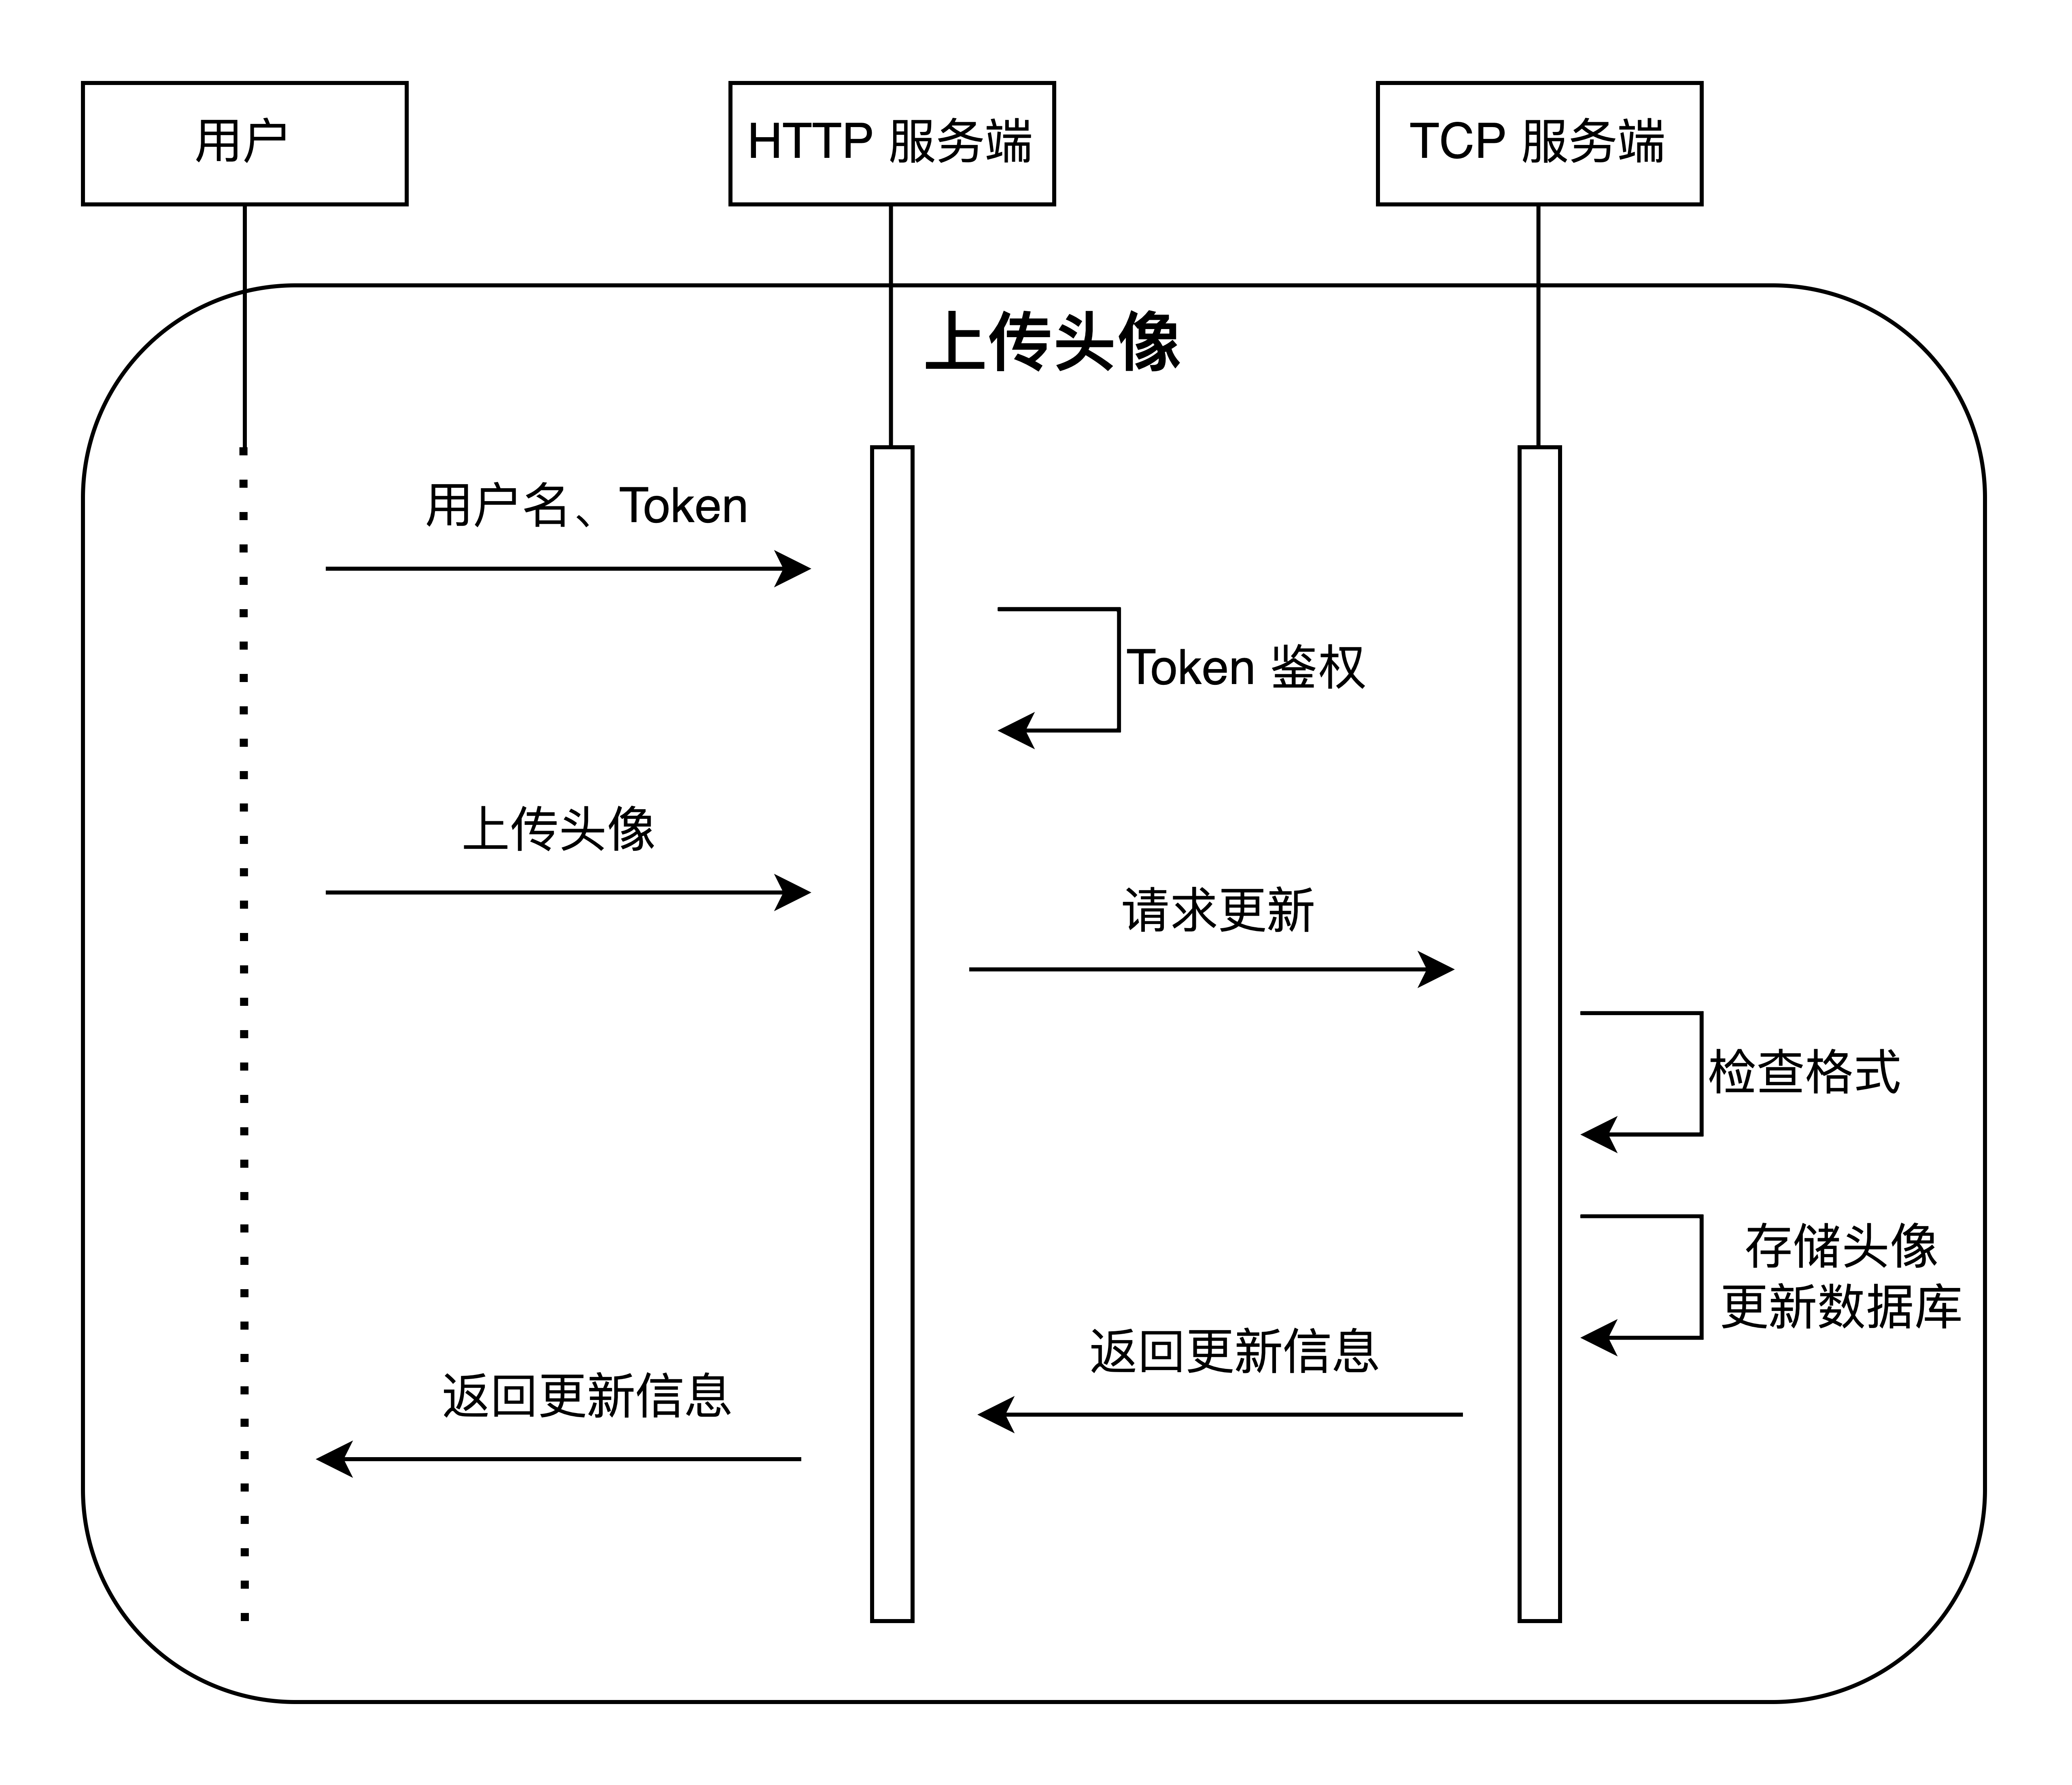 用户
HTTP 服务端
TCP 服务端
上传头像
用户名、Token
Token 鉴权
上传头像
请求更新
检查格式
存储头像
更新数据库
返回更新信息
返回更新信息